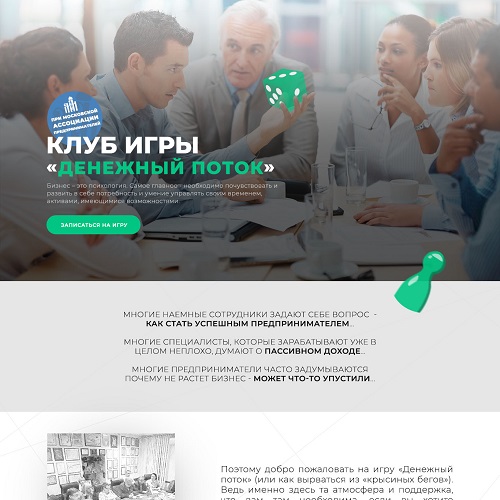 ПРИ МОСКОВСКОЙ
АССОЦИАЦИИ
ПРЕДПРИНИМАТЕЛЕЙ
КЛУБ ИГРЫ
«ДЕНЕЖНЫЙ ПОТОК»
Бизнес - это психология. Самое главное - необходимо почувствовать и
развить в себе потребность и умение управлять своим временем,
активами, имеющимися возможностями
ЗАПИСАТЬСЯ НА ИГРУ
МНОГИЕ НАЕМНЫЕ СОТРУДНИКИ ЗАДАЮТ СЕБЕ ВОПРОС -
КАК СТАТЬ УСПЕШНЫМ ПРЕДПРИНИМАТЕЛЕМ...
МНОГИЕ СПЕЦИАЛИСТЫ, КОТОРЫЕ ЗАРАБАТЫВАЮТ УЖЕ В
ЦЕЛОМ НЕПЛОХО, ДУМАЮТ О ПАССИВНОМ ДОХОДЕ...
МНОГИЕ ПРЕДПРИНИМАТЕЛИ ЧАСТО ЗАДУМЫВАЮТСЯ
ПОЧЕМУ НЕ РАСТЕТ БИЗНЕС - МОЖЕТ ЧТО-ТО УПУСТИЛИ...
Поэтому добро пожаловать на игру «Денежный
поток» (или как вырваться из «крысиных бегов»).
Ведь именно здесь та атмосфера и поддержка,
что вам там необходима, если вы хотите